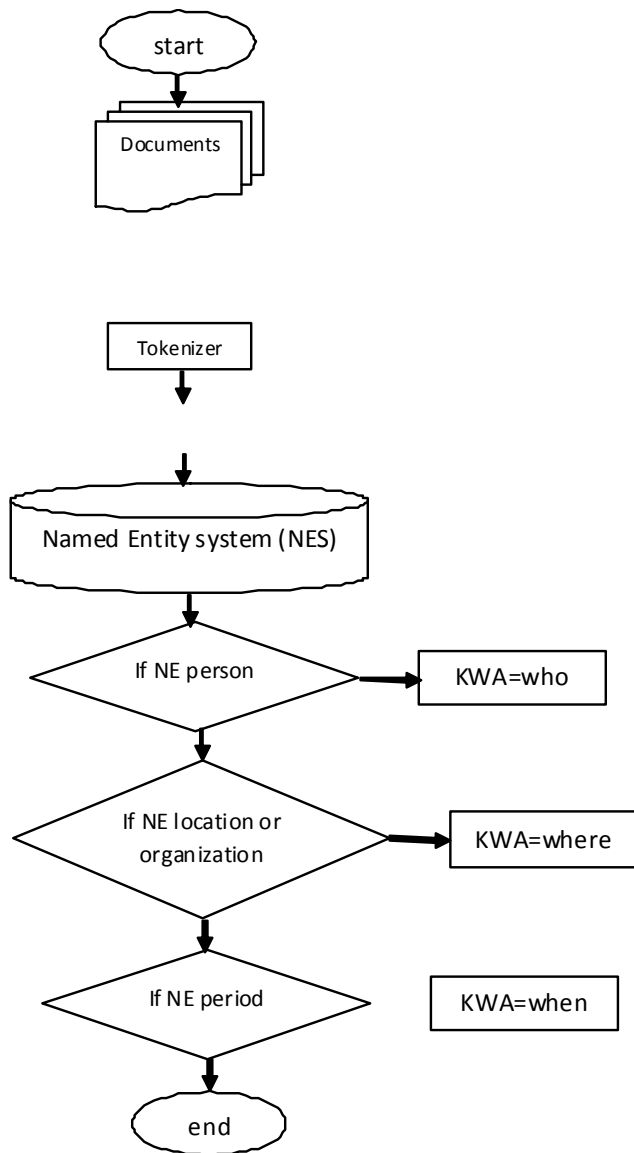 start
Documents
Tokenizer
Named Entity system (NES)
If NE person
KWA=who
If NE location or
organization
KWA=where
If NE period
KWA=when
end